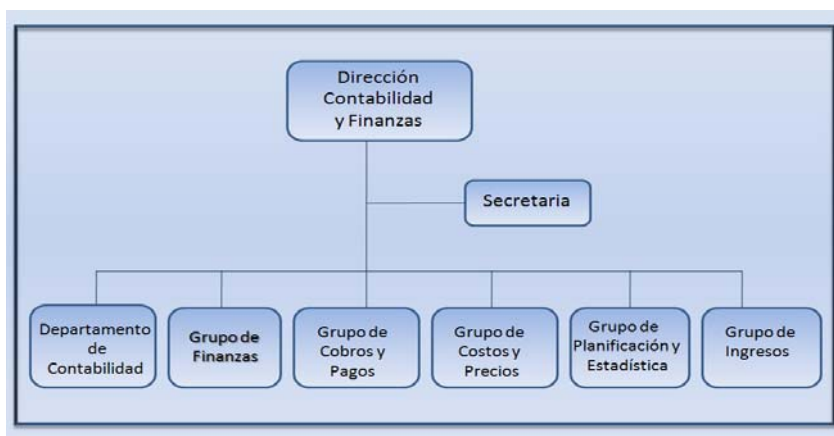 Dirección
Contabilidad
y Finanzas
Secretaria
Departamento
de
Contabilidad
Grupo de
Finanzas
Grupo de
Cobros y
Pagos
Grupo de
Costos y
Precios
Grupo de
Planificación y
Estadística
Grupo de
Ingresos